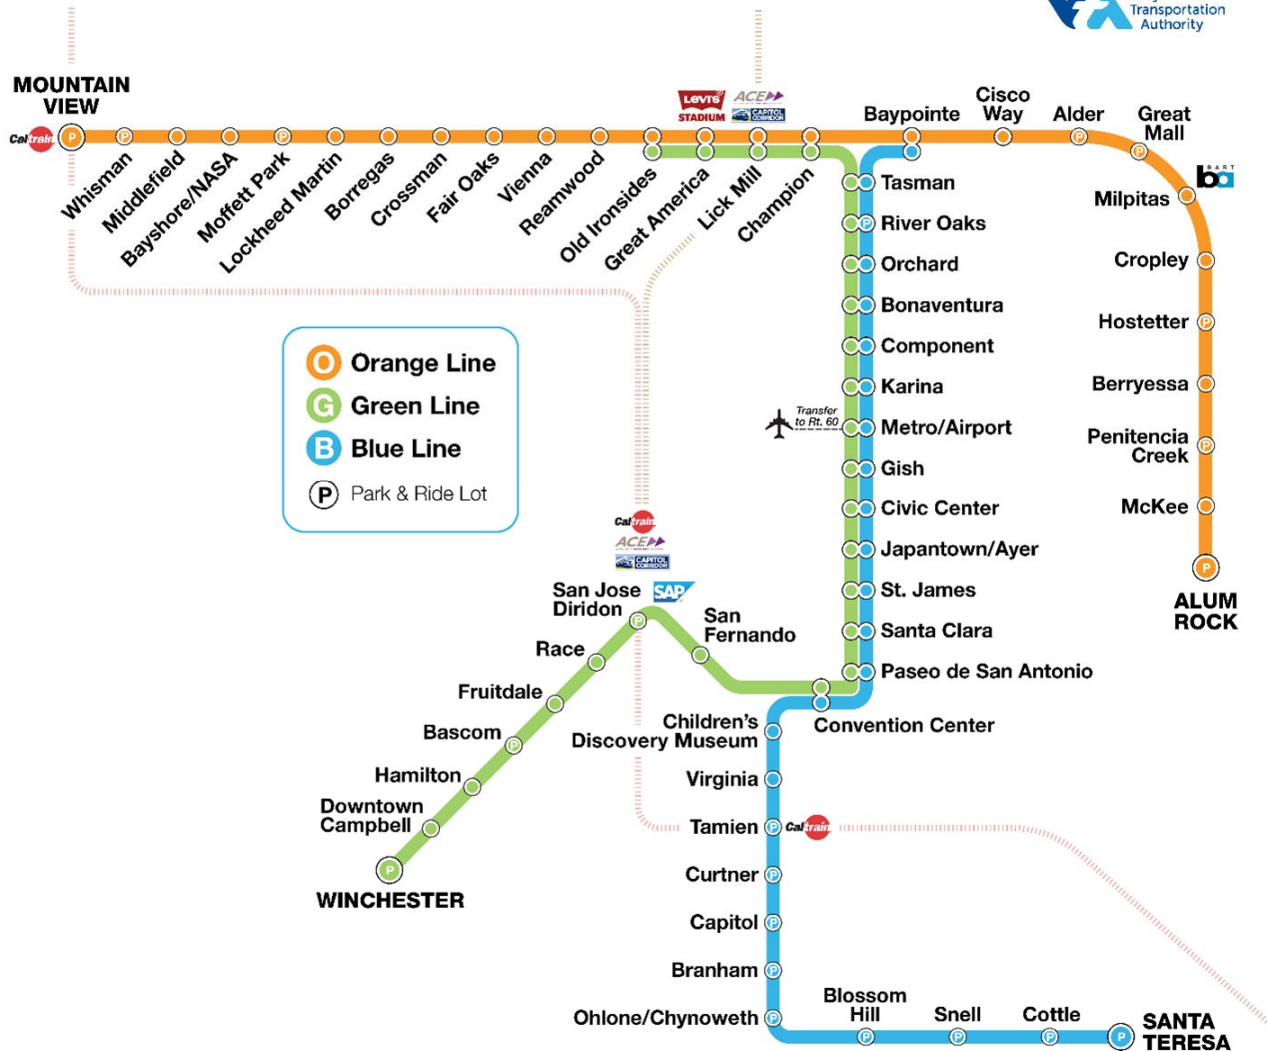 Transportation
Authority
MOUNTAIN
VIEW
Caltrain
P
Whisman
Middlefield
Bayshore/NASA
Moffett Park
Lockheed Martin
Borregas
Crossman
Fair Oaks
Vienna
Reamwood
Old Ironsides
Great America
Lick Mill
Champion
LEVI'S
STADIUM
ACE
CAPITOL
CORRIDOR
Baypointe
Cisco
Way
Alder
Great
Mall
BART
ba
Milpitas
Cropley
Hostetter
Berryessa
Penitencia
Creek
McKee
P
ALUM
ROCK
Tasman
River Oaks
Orchard
Bonaventura
Component
Karina
Transfer
to Rt. 60
Metro/Airport
Gish
Civic Center
Japantown/Ayer
St. James
Santa Clara
Paseo de San Antonio
Convention Center
O Orange Line
G Green Line
B Blue Line
P Park & Ride Lot
Caltrain
ACE
CAPITOL
CORRIDOR
San Jose
Diridon
SAP
San
Fernando
Race
Fruitdale
Bascom
Hamilton
Downtown
Campbell
P
WINCHESTER
Children's
Discovery Museum
Virginia
Tamien
Caltrain
Curtner
Capitol
Branham
Ohlone/Chynoweth
Blossom
Hill
Snell
Cottle
P
SANTA
TERESA